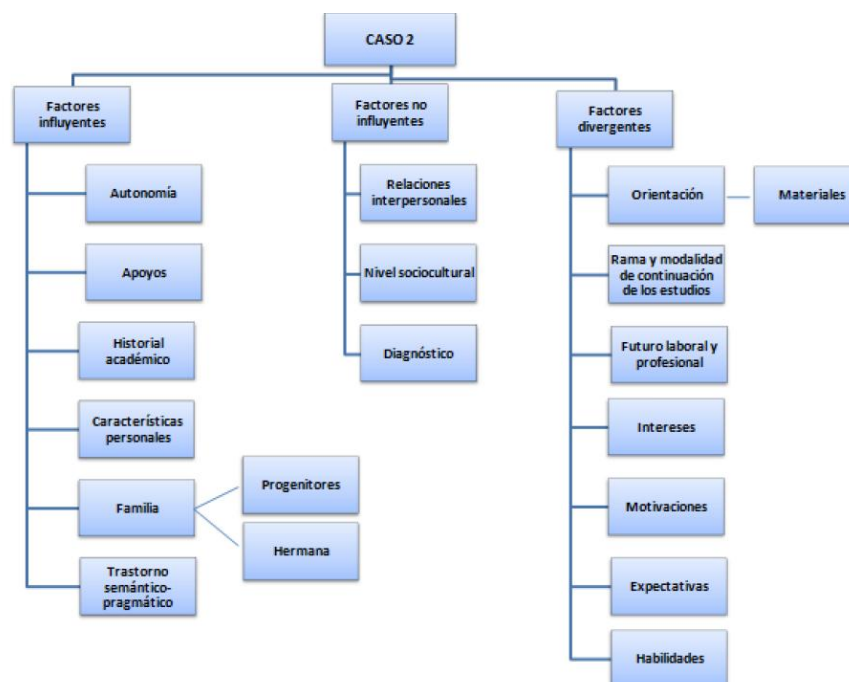 CASO 2
Factores
influyentes
Autonomía
Apoyos
Historial
académico
Características
personales
Familia
Progenitores
Hermana
Trastorno
semántico-
pragmático
Factores no
influyentes
Relaciones
interpersonales
Nivel sociocultural
Diagnóstico
Factores
divergentes
Orientación
Materiales
Rama y modalidad
de continuación
de los estudios
Futuro laboral y
profesional
Intereses
Motivaciones
Expectativas
Habilidades